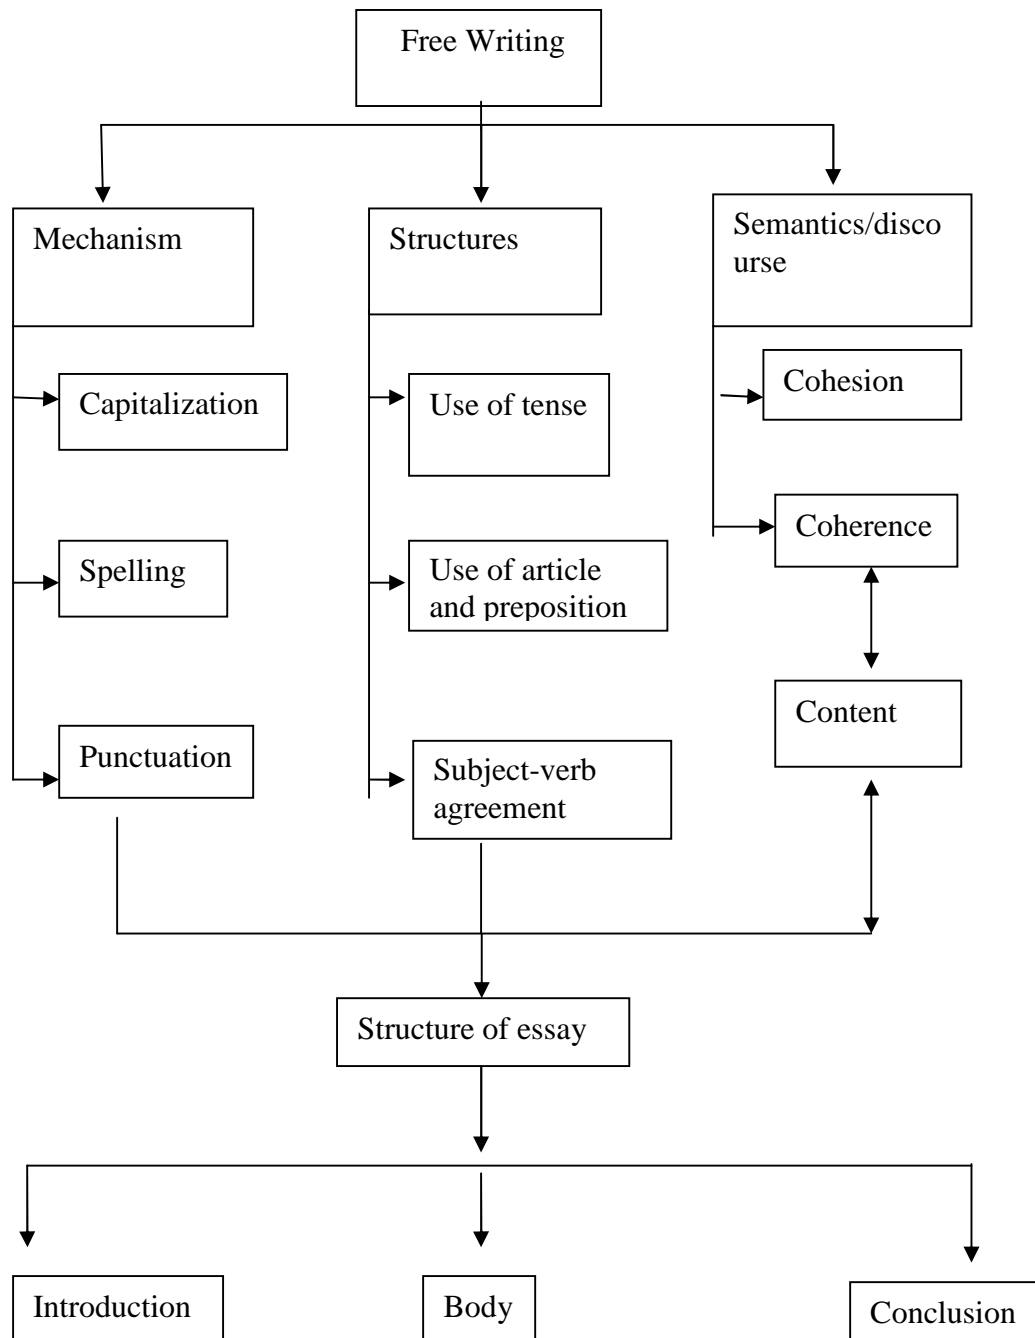 Free Writing
Mechanism
Structures
Semantics/disco
urse
Capitalization
Use of tense
Cohesion
Spelling
Use of article
and preposition
Coherence
Punctuation
Subject-verb
agreement
Content
Structure of essay
Introduction
Body
Conclusion